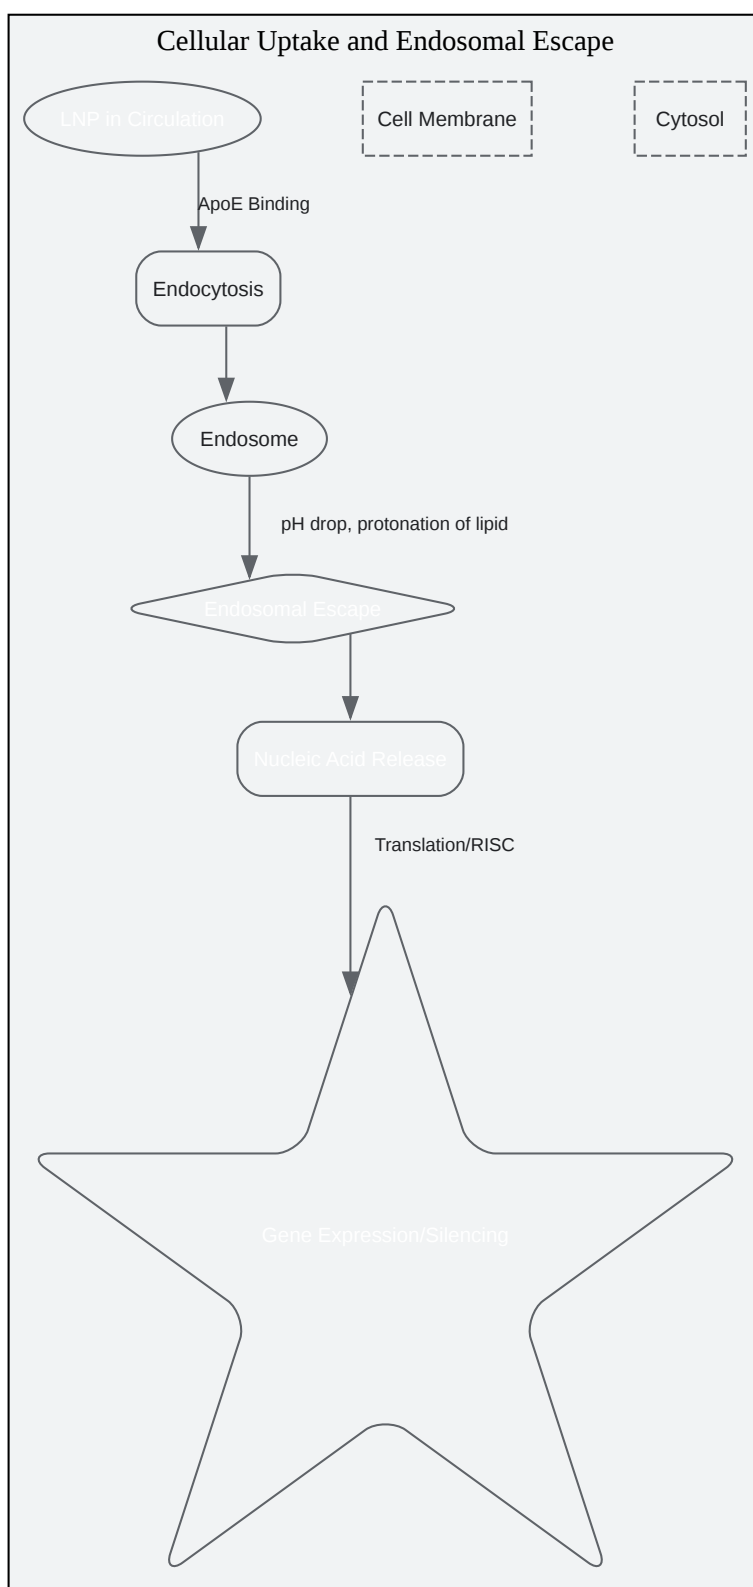 Cellular Uptake and Endosomal Escape
LNP in Circulation
Cell Membrane
Cytosol
ApoE Binding
Endocytosis
Endosome
pH drop, protonation of lipid
Endosomal Escape
Nucleic Acid Release
Translation/RISC
Gene Expression/Silencing